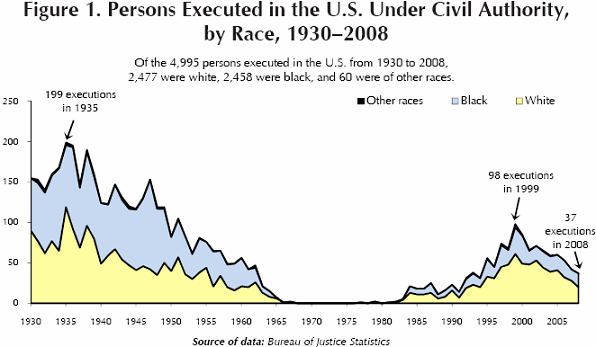 Figure 1. Persons Executed in the U.S. Under Civil Authority,
by Race, 1930–2008
Of the 4,995 persons executed in the U.S. from 1930 to 2008,
2,477 were white, 2,458 were black, and 60 were of other races.
199 executions
in 1935
Other races
Black
White
98 executions
in 1999
37
executions
in 2008
250
200
150
100
50
0
1930
1935
1940
1945
1950
1955
1960
1965
1970
1975
1980
1985
1990
1995
2000
2005
Source of data: Bureau of Justice Statistics